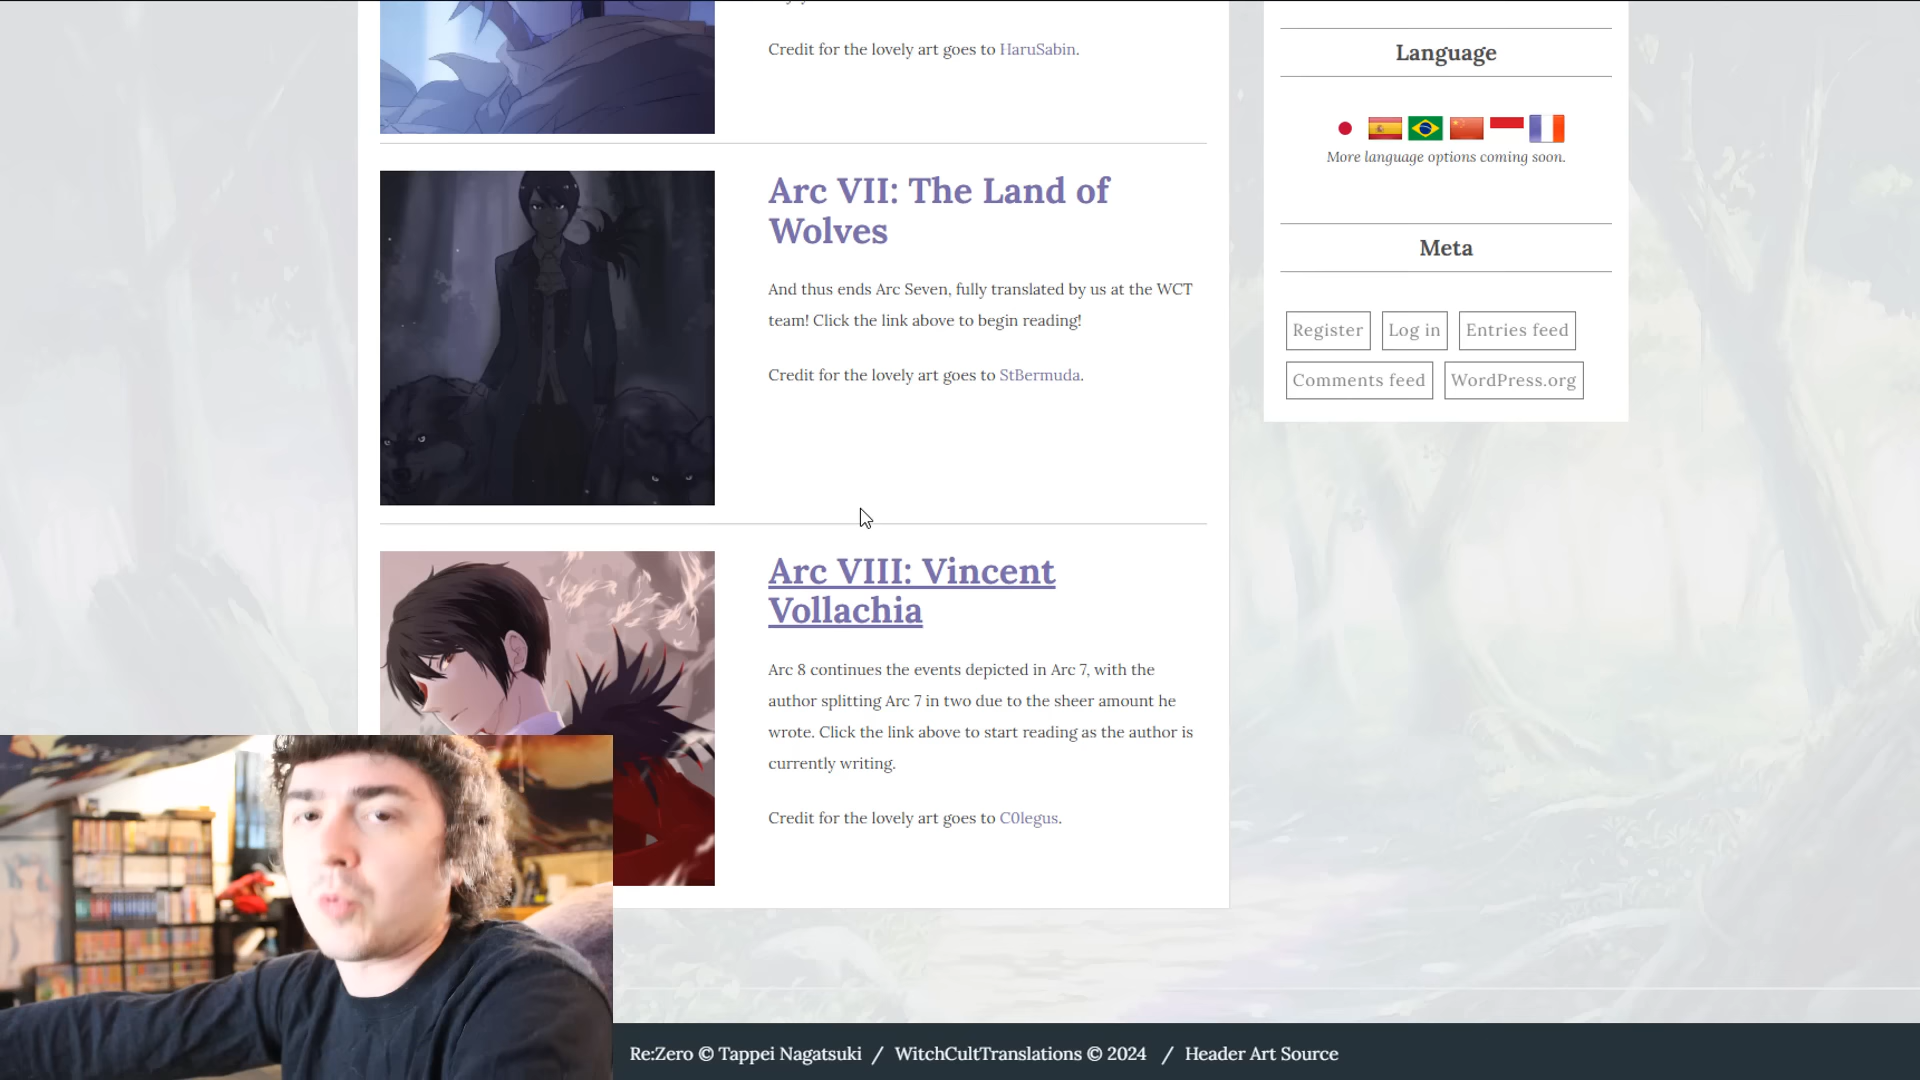 Credit for the lovely art goes to HaruSabin.
Arc VII: The Land of
Wolves
And thus ends Arc Seven, fully translated by us at the WCT
team! Click the link above to begin reading!
Credit for the lovely art goes to StBermuda.
Arc VIII: Vincent
Vollachia
Arc 8 continues the events depicted in Arc 7, with the
author splitting Arc 7 in two due to the sheer amount he
wrote. Click the link above to start reading as the author is
currently writing.
Credit for the lovely art goes to C0legus.
Language
More language options coming soon.
Meta
Register Log in Entries feed
Comments feed WordPress.org
Re:Zero © Tappei Nagatsuki / WitchCultTranslations © 2024 / Header Art Source